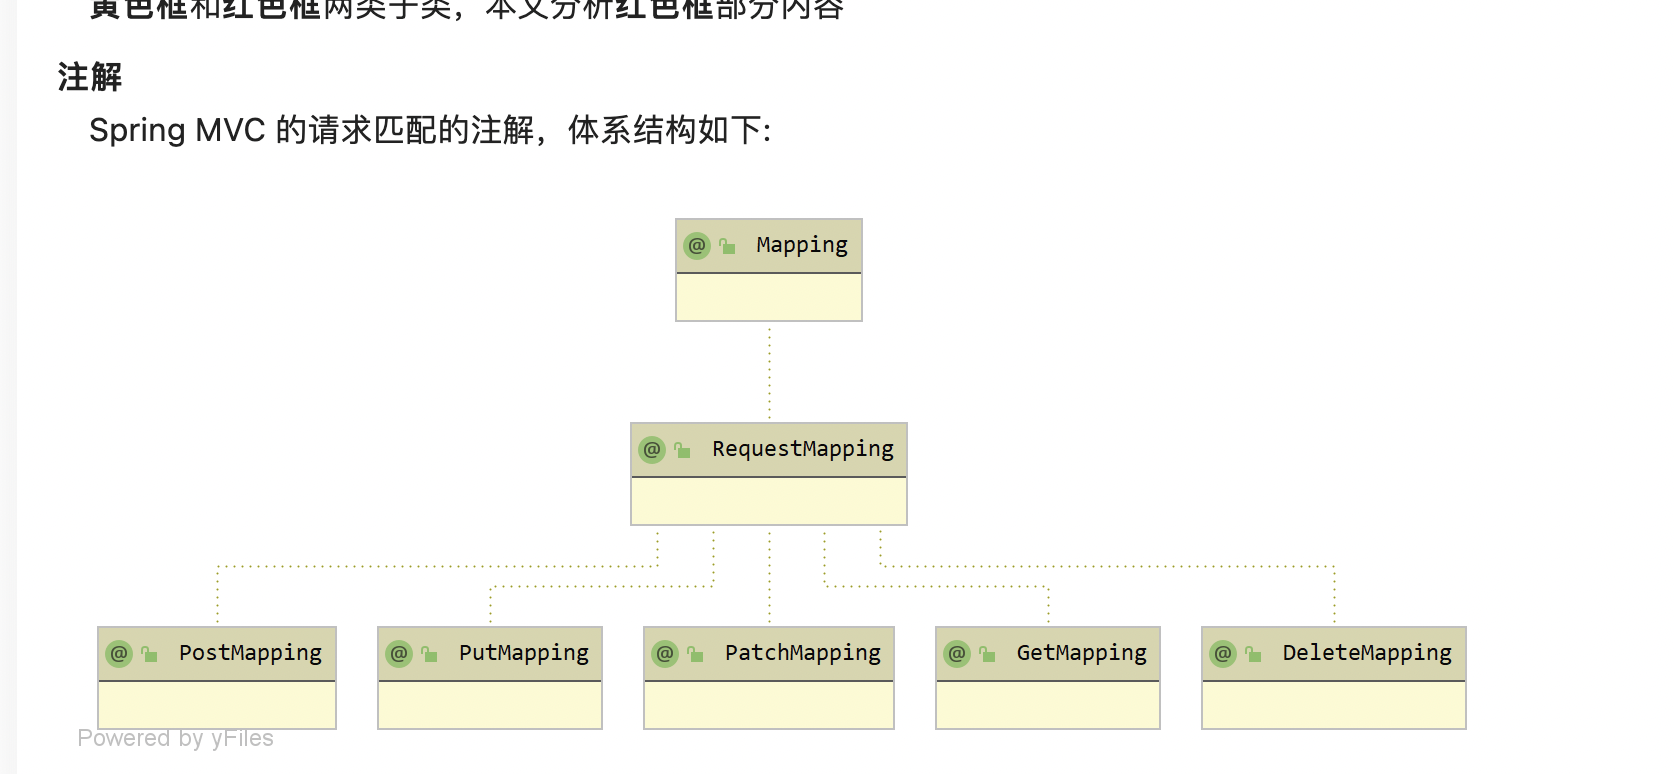 黄色框和红色框两类子类，本文分析红色框部分内容
注解
Spring MVC 的请求匹配的注解，体系结构如下:
@ Mapping
@ RequestMapping
@ PostMapping
@ PutMapping
@ PatchMapping
@ GetMapping
@ DeleteMapping
Powered by yFiles